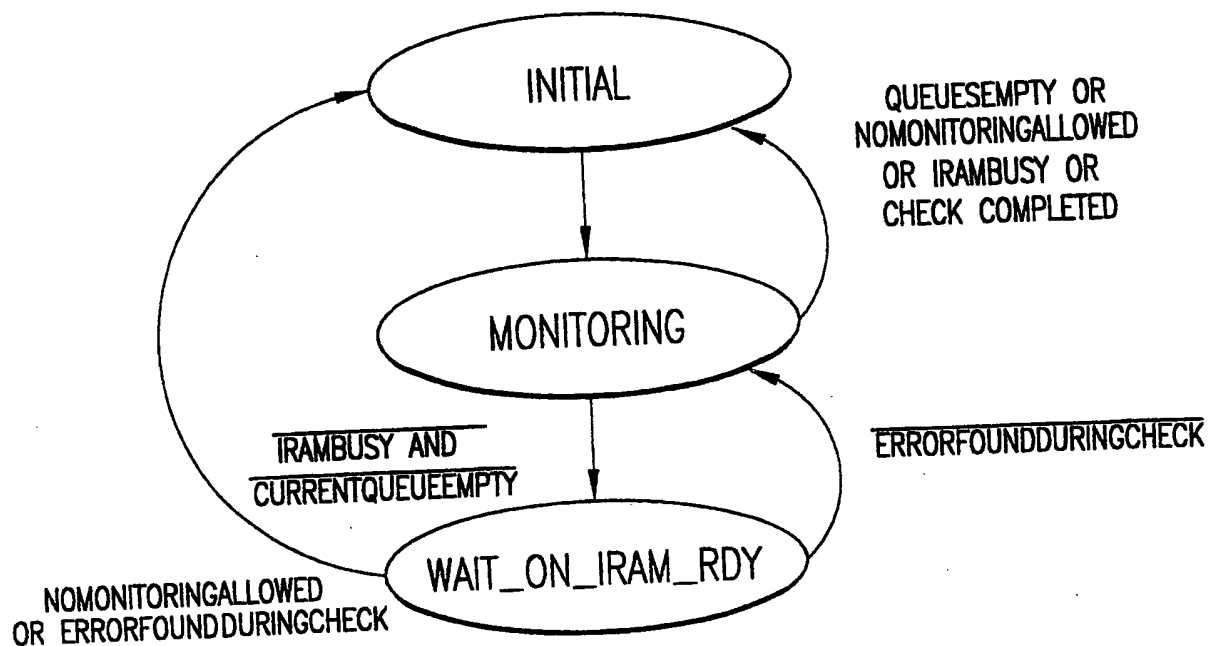 INITIAL
QUEUESEMPTY OR
NOMONITORINGALLOWED
OR IRAMBUSY OR
CHECK COMPLETED
MONITORING
IRAMBUSY AND
CURRENTQUEUEEMPTY
ERRORFOUNDDURINGCHECK
WAIT_ON_IRAM_RDY
NOMONITORINGALLOWED
OR ERRORFOUNDDURINGCHECK